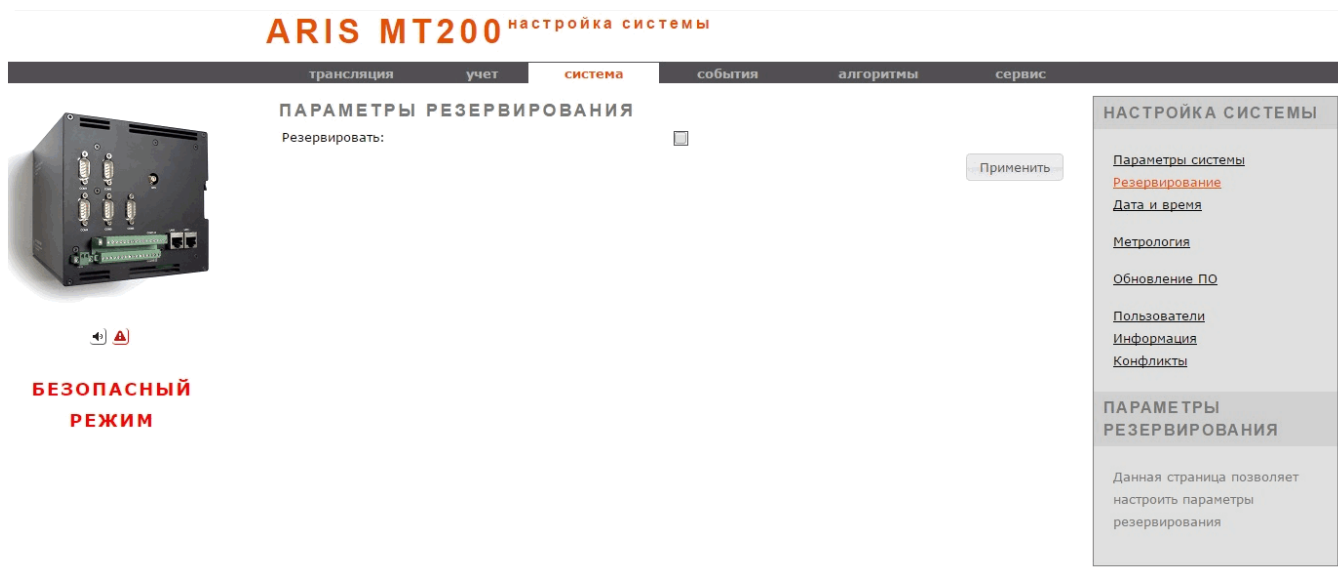 ARIS MT200 настройка системы
трансляция учет система события алгоритмы сервис
ПАРАМЕТРЫ РЕЗЕРВИРОВАНИЯ
Резервировать:
Применить
БЕЗОПАСНЫЙ
РЕЖИМ
НАСТРОЙКА СИСТЕМЫ
Параметры системы
Резервирование
Дата и время
Метрология
Обновление ПО
Пользователи
Информация
Конфликты
ПАРАМЕТРЫ
РЕЗЕРВИРОВАНИЯ
Данная страница позволяет
настроить параметры
резервирования